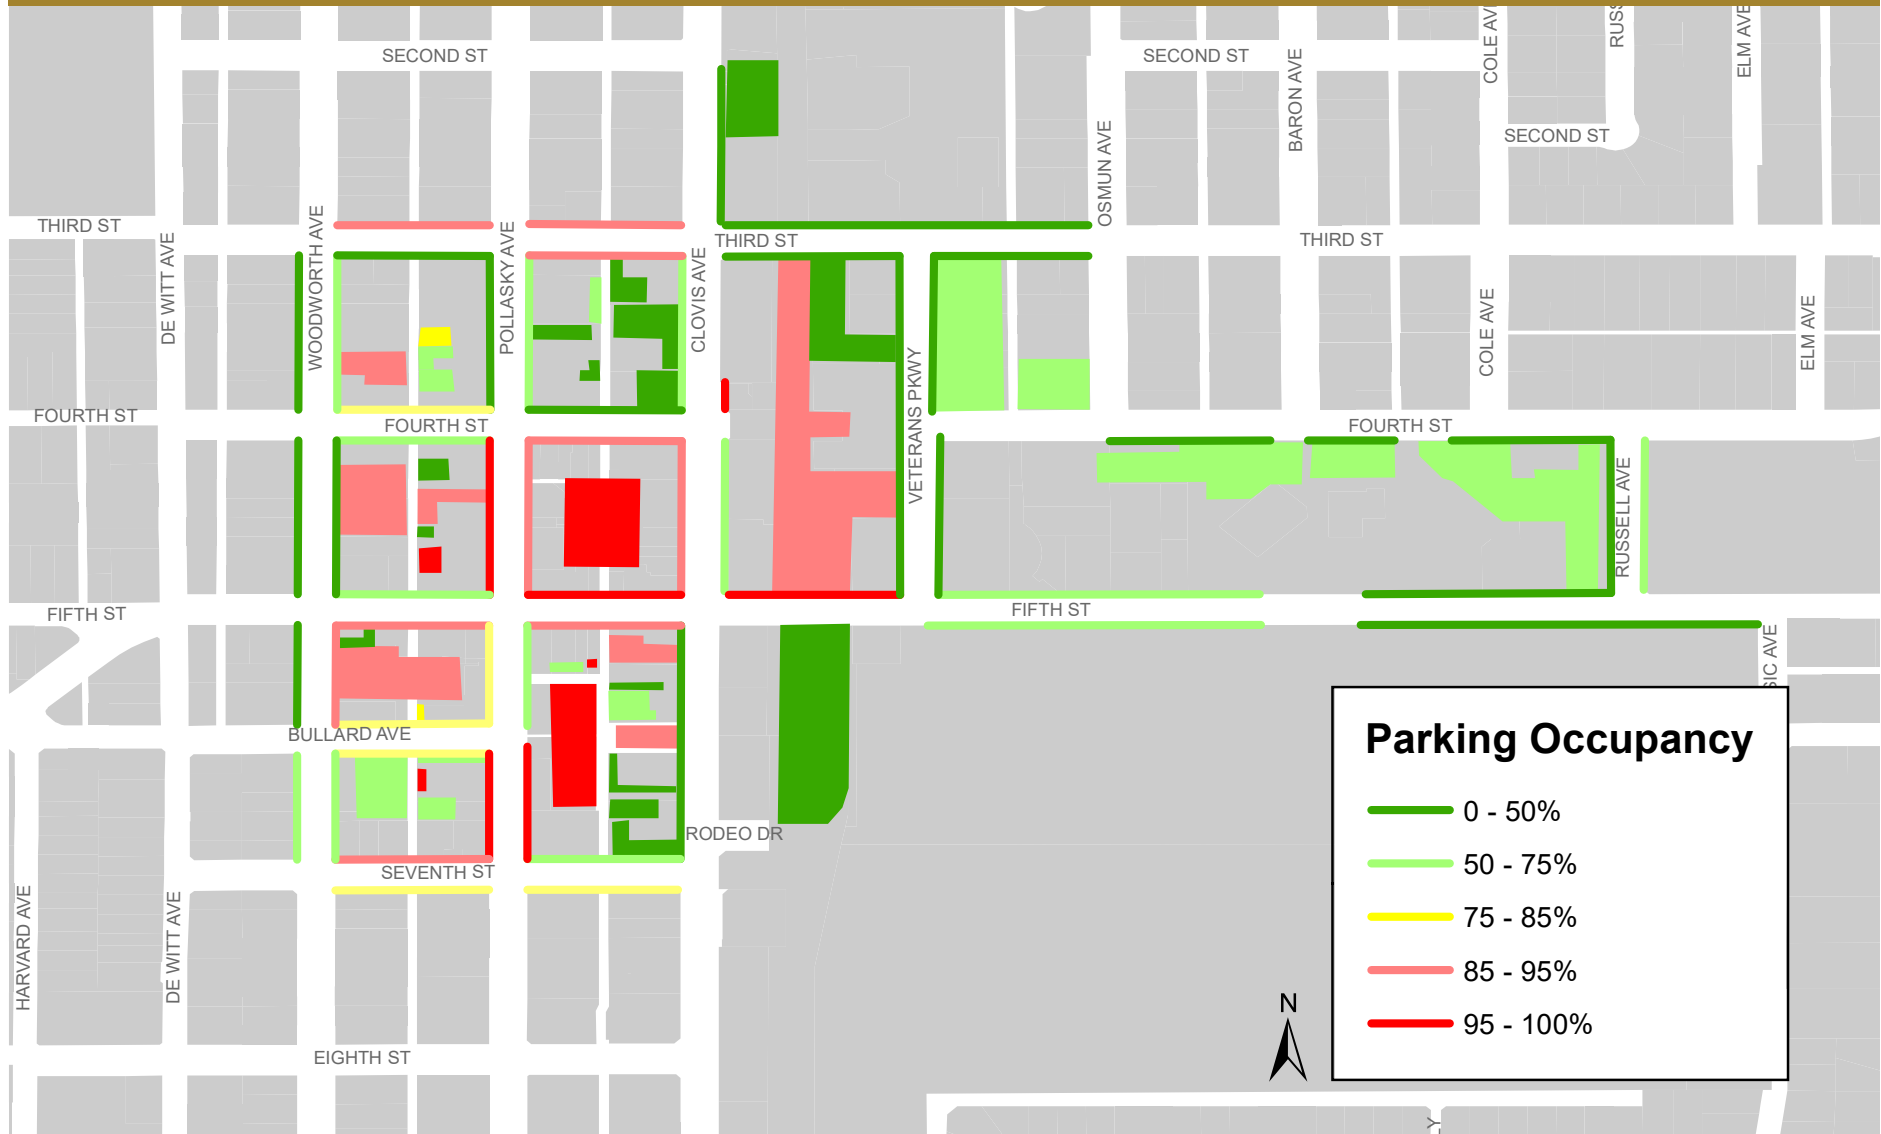 COLE AVE
RUSS
ELM AVE
SECOND ST
SECOND ST
BARON AVE
SECOND ST
OSMUN AVE
THIRD ST
WOODWORTH AVE
DE WITT AVE
POLLASKY AVE
CLOVIS AVE
THIRD ST
THIRD ST
COLE AVE
ELM AVE
VETERANS PKWY
FOURTH ST
FOURTH ST
FOURTH ST
RUSSELL AVE
FIFTH ST
FIFTH ST
SIC AVE
BULLARD AVE
RODEO DR
SEVENTH ST
HARVARD AVE
DE WITT AVE
EIGHTH ST
Parking Occupancy
0 - 50%
50 - 75%
75 - 85%
85 - 95%
95 - 100%
N
LY